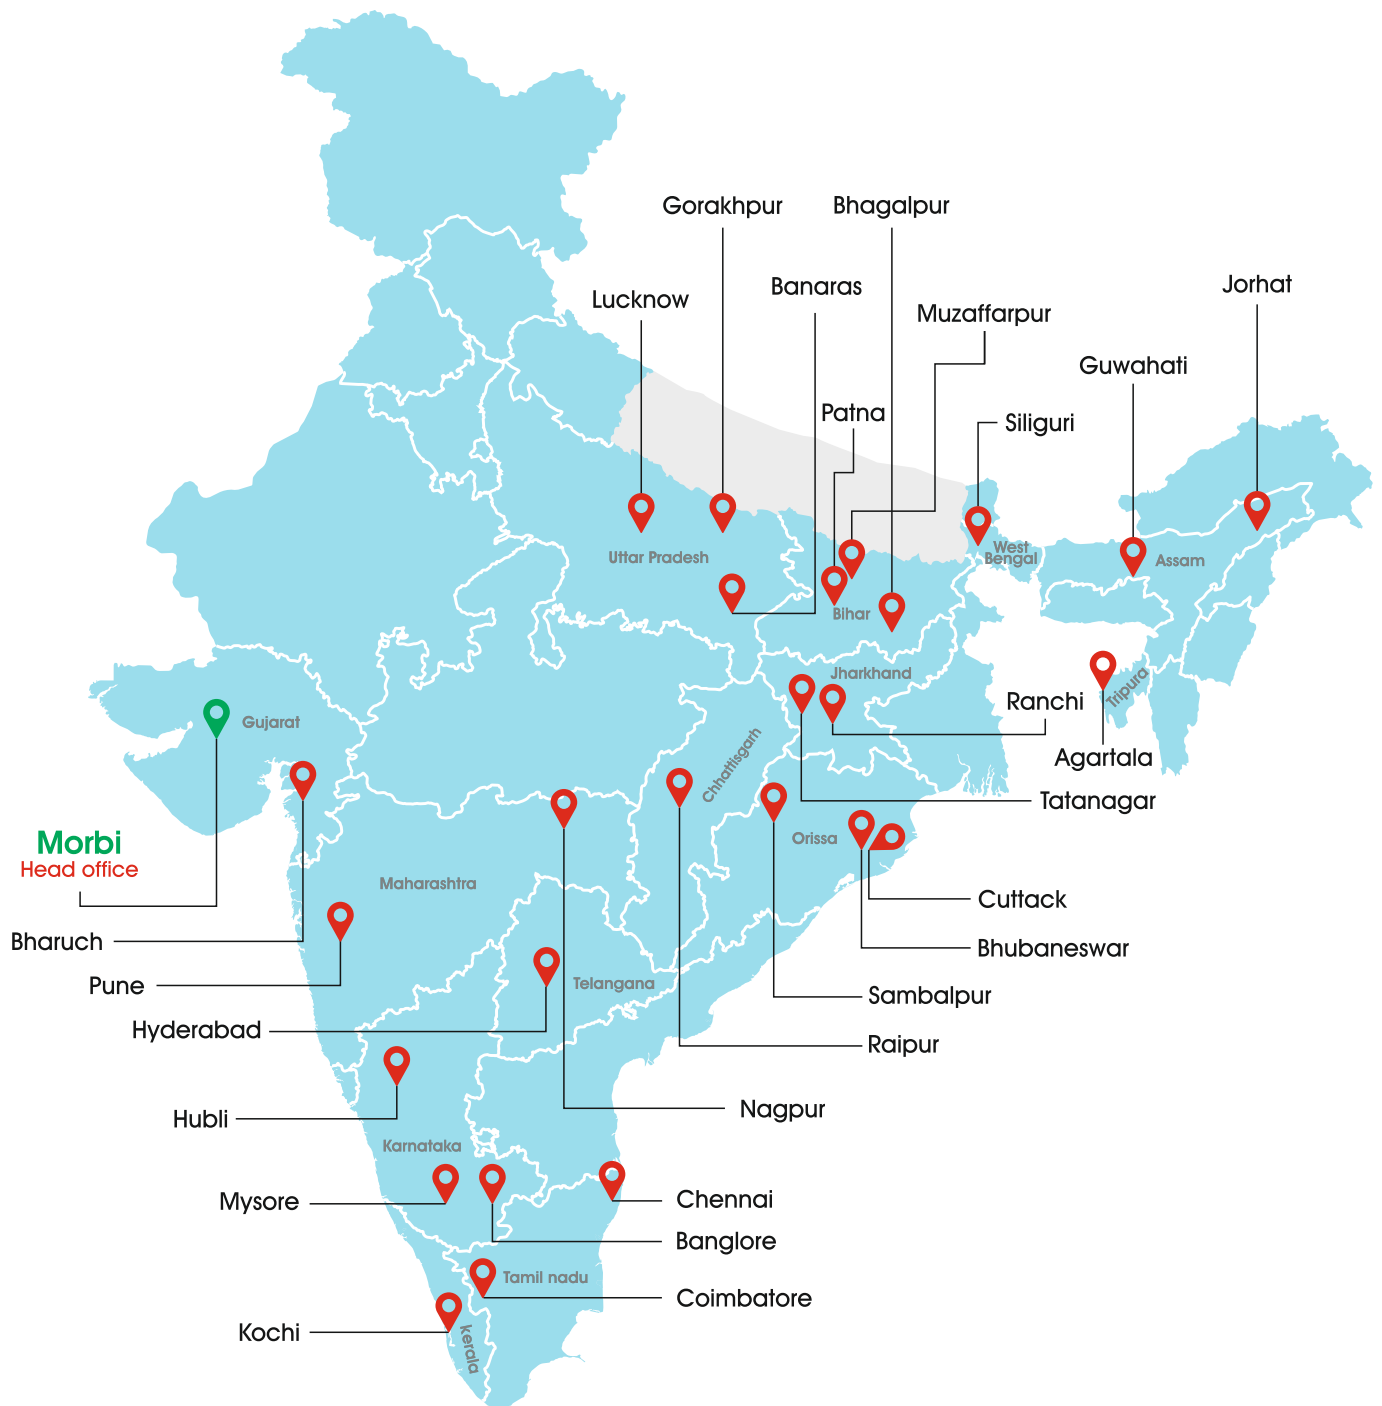 Gorakhpur
Bhagalpur
Banaras
Jorhat
Lucknow
Muzaffarpur
Guwahati
Patna
Siliguri
Uttar Pradesh
West
Bengal
Assam
Bihar
Jharkhand
Tripura
Ranchi
Gujarat
Agartala
Chhattisgarh
Tatanagar
Morbi
Head office
Orissa
Maharashtra
Cuttack
Bharuch
Bhubaneswar
Pune
Telangana
Sambalpur
Hyderabad
Raipur
Hubli
Nagpur
Karnataka
Mysore
Chennai
Banglore
Tamil nadu
Coimbatore
Kochi
kerala